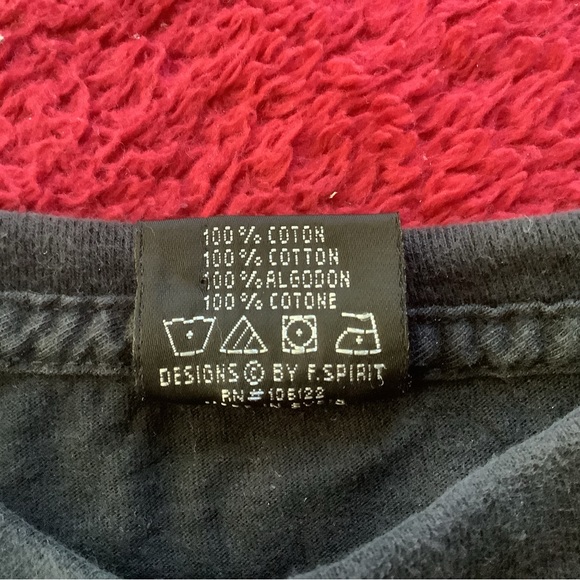 100% COTON
100% COTTON
100% ALGODON
100% COTONE
DESIGNS © BY F.SPIRIT
RN# 106122